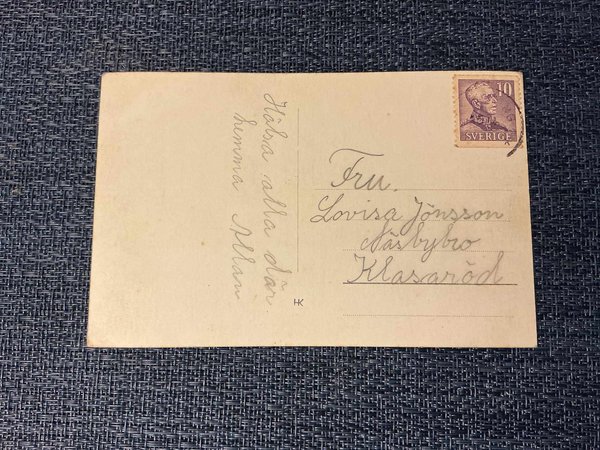 Hälsa alla där
hemma Allan
10
SVERIGE
Fru.
Lovisa Jönsson
Näsbybro
Klasaröd
HK